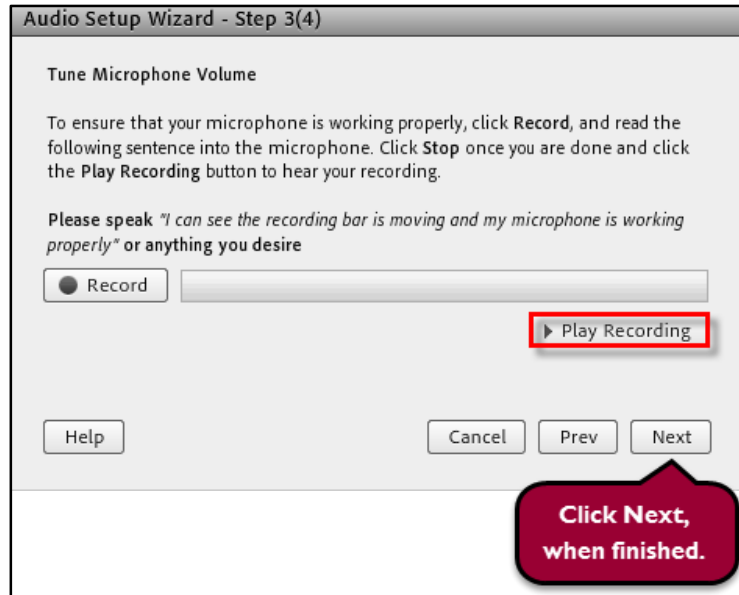 Audio Setup Wizard - Step 3(4)
Tune Microphone Volume
To ensure that your microphone is working properly, click Record, and read the
following sentence into the microphone. Click Stop once you are done and click
the Play Recording button to hear your recording.
Please speak "I can see the recording bar is moving and my microphone is working
properly" or anything you desire
Record
Play Recording
Help Cancel Prev Next
Click Next,
when finished.